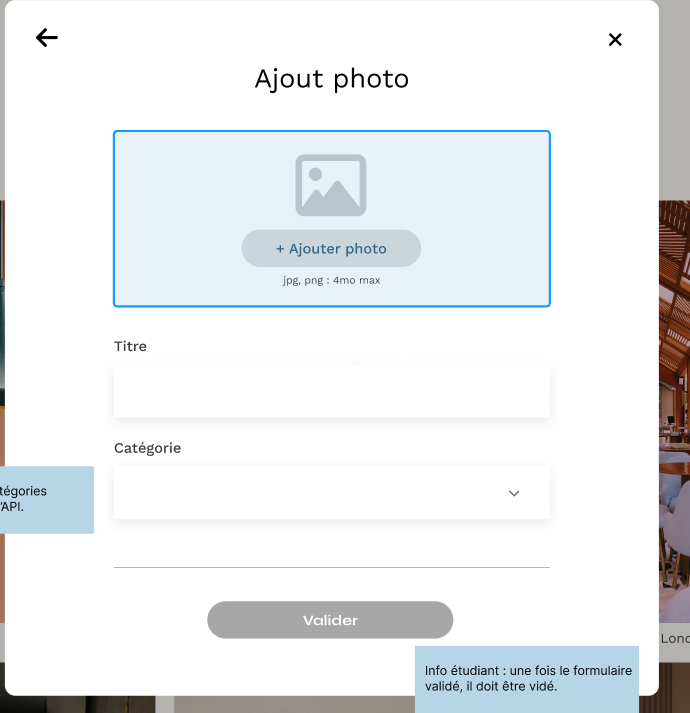 Ajout photo
+ Ajouter photo
jpg, png : 4mo max
Titre
Catégorie
tégories
'API.
Valider
Lond
Info étudiant : une fois le formulaire
validé, il doit être vidé.